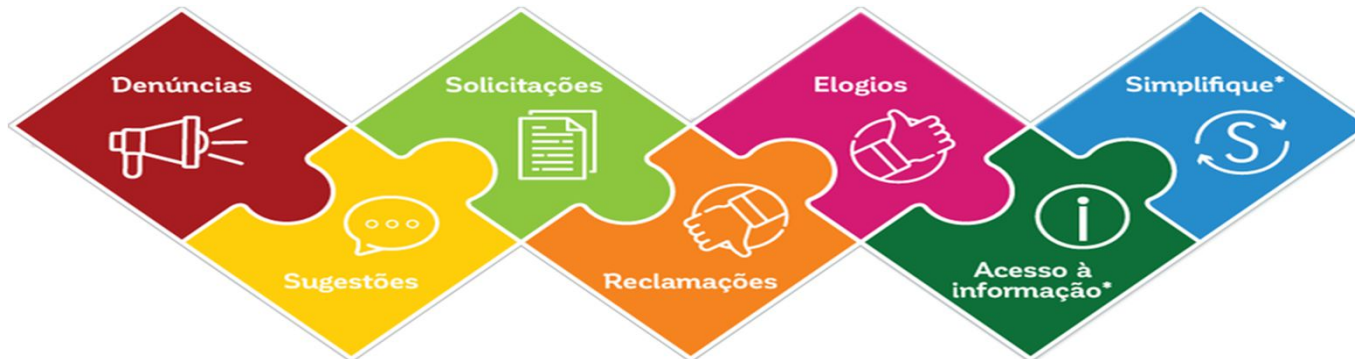 Denúncias
Solicitações
Elogios
Simplifique*
S
Sugestões
Reclamações
i
Acesso à
informação*